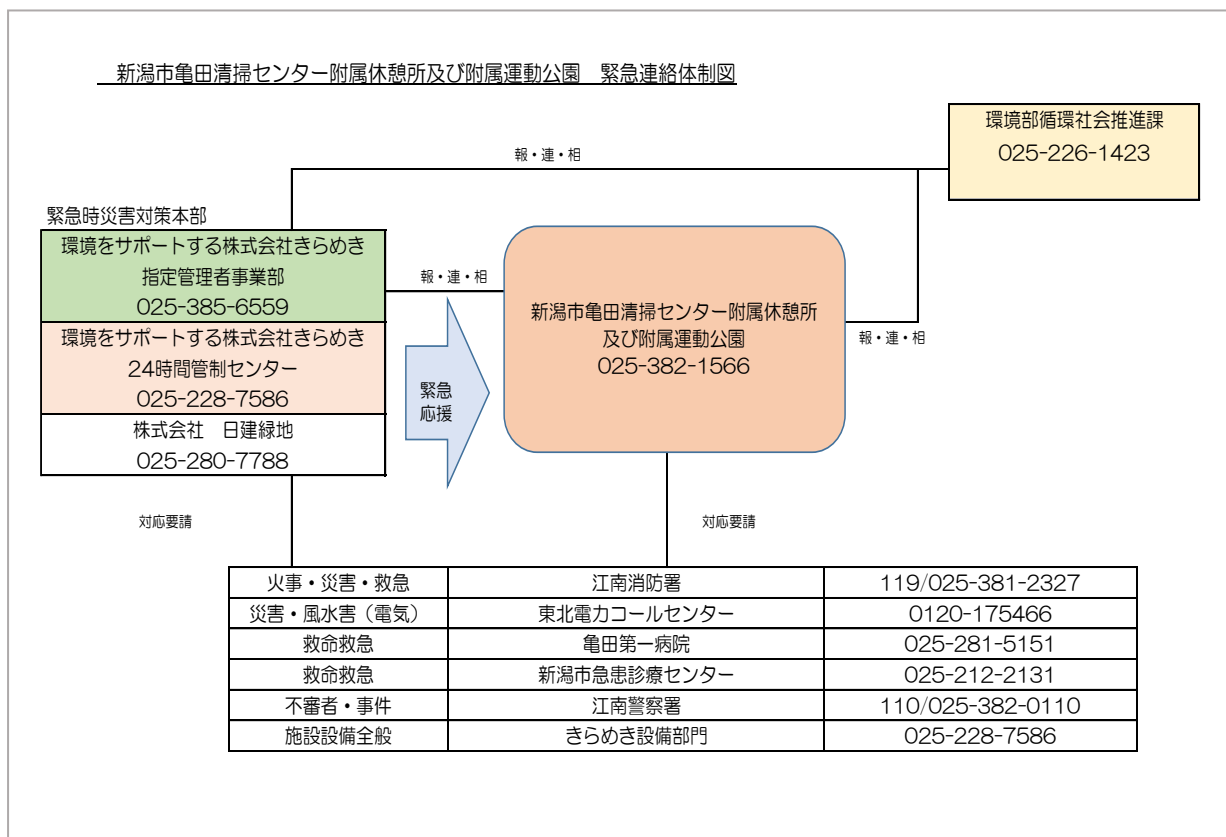 新潟市亀田清掃センター附属休憩所及び附属運動公園　緊急連絡体制図
環境部循環社会推進課
025-226-1423
報・連・相
緊急時災害対策本部
環境をサポートする株式会社きらめき
指定管理者事業部
025-385-6559
環境をサポートする株式会社きらめき
24時間管制センター
025-228-7586
株式会社　日建緑地
025-280-7788
報・連・相
緊急
応援
新潟市亀田清掃センター附属休憩所
及び附属運動公園
025-382-1566
報・連・相
対応要請
対応要請
火事・災害・救急 江南消防署 119/025-381-2327
災害・風水害（電気） 東北電力コールセンター 0120-175466
救命救急 亀田第一病院 025-281-5151
救命救急 新潟市急患診療センター 025-212-2131
不審者・事件 江南警察署 110/025-382-0110
施設設備全般 きらめき設備部門 025-228-7586